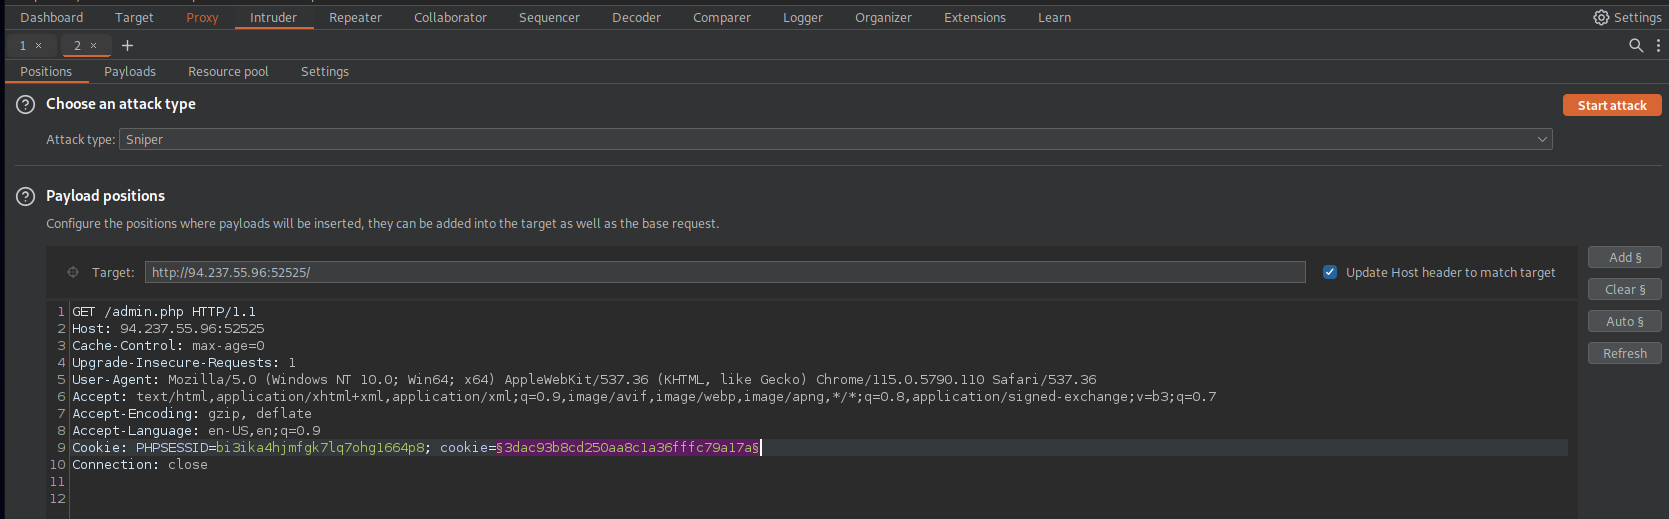 Dashboard Target Proxy Intruder Repeater Collaborator Sequencer Decoder Comparer Logger Organizer Extensions Learn Settings
1 × 2 × +
Positions Payloads Resource pool Settings
? Choose an attack type Start attack
Attack type: Sniper
? Payload positions
Configure the positions where payloads will be inserted, they can be added into the target as well as the base request.
Target: http://94.237.55.96:52525/ Update Host header to match target
Add §
Clear §
Auto §
Refresh
1 GET /admin.php HTTP/1.1
2 Host: 94.237.55.96:52525
3 Cache-Control: max-age=0
4 Upgrade-Insecure-Requests: 1
5 User-Agent: Mozilla/5.0 (Windows NT 10.0; Win64; x64) AppleWebKit/537.36 (KHTML, like Gecko) Chrome/115.0.5790.110 Safari/537.36
6 Accept: text/html,application/xhtml+xml,application/xml;q=0.9,image/avif,image/webp,image/apng,*/*;q=0.8,application/signed-exchange;v=b3;q=0.7
7 Accept-Encoding: gzip, deflate
8 Accept-Language: en-US,en;q=0.9
9 Cookie: PHPSESSID=bi3ika4hjmfgk7lq7ohg1664p8; cookie=§3dac93b8cd250aa8c1a36fffc79a17a§
10 Connection: close
11
12